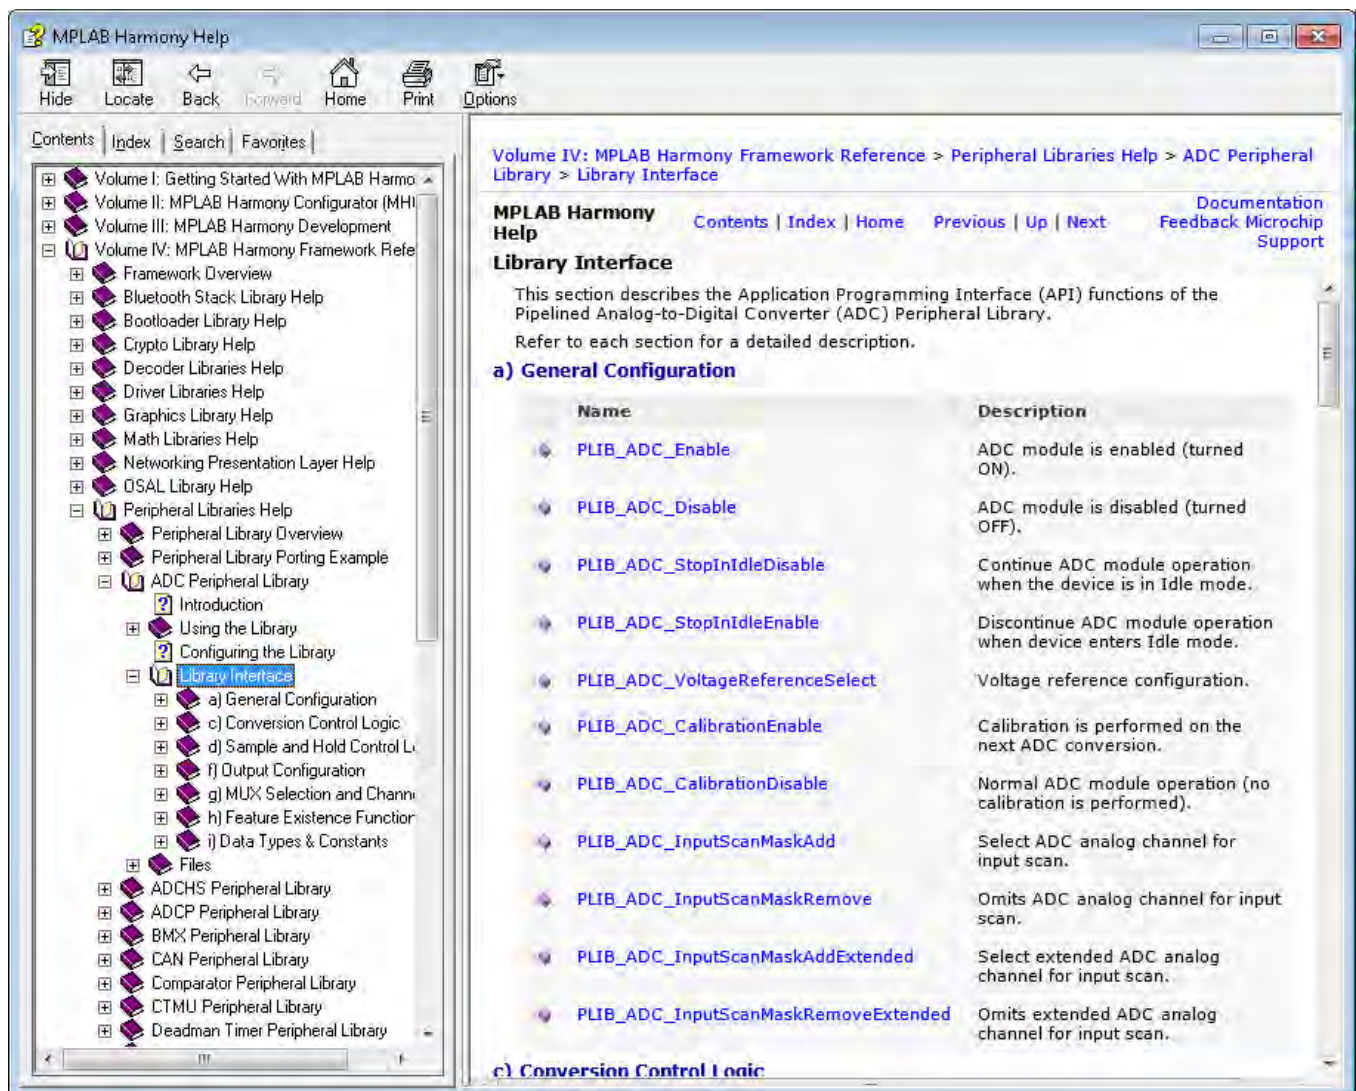 MPLAB Harmony Help
Hide Locate Back Forward Home Print Options
Contents Index Search Favorites
Volume I: Getting Started With MPLAB Harmo
Volume II: MPLAB Harmony Configurator (MHI
Volume III: MPLAB Harmony Development
Volume IV: MPLAB Harmony Framework Refe
Framework Overview
Bluetooth Stack Library Help
Bootloader Library Help
Crypto Library Help
Decoder Libraries Help
Driver Libraries Help
Graphics Library Help
Math Libraries Help
Networking Presentation Layer Help
OSAL Library Help
Peripheral Libraries Help
Peripheral Library Overview
Peripheral Library Porting Example
ADC Peripheral Library
Introduction
Using the Library
Configuring the Library
Library Interface
a) General Configuration
c) Conversion Control Logic
d) Sample and Hold Control L
f) Output Configuration
g) MUX Selection and Chann
h) Feature Existence Function
i) Data Types & Constants
Files
ADCHS Peripheral Library
ADCP Peripheral Library
BMX Peripheral Library
CAN Peripheral Library
Comparator Peripheral Library
CTMU Peripheral Library
Deadman Timer Peripheral Library
Volume IV: MPLAB Harmony Framework Reference > Peripheral Libraries Help > ADC Peripheral
Library > Library Interface
MPLAB Harmony
Help
Contents | Index | Home Previous | Up | Next
Documentation
Feedback Microchip
Support
Library Interface
This section describes the Application Programming Interface (API) functions of the
Pipelined Analog-to-Digital Converter (ADC) Peripheral Library.
Refer to each section for a detailed description.
a) General Configuration
Name Description
PLIB_ADC_Enable ADC module is enabled (turned
ON).
PLIB_ADC_Disable ADC module is disabled (turned
OFF).
PLIB_ADC_StopInIdleDisable Continue ADC module operation
when the device is in Idle mode.
PLIB_ADC_StopInIdleEnable Discontinue ADC module operation
when device enters Idle mode.
PLIB_ADC_VoltageReferenceSelect Voltage reference configuration.
PLIB_ADC_CalibrationEnable Calibration is performed on the
next ADC conversion.
PLIB_ADC_CalibrationDisable Normal ADC module operation (no
calibration is performed).
PLIB_ADC_InputScanMaskAdd Select ADC analog channel for
input scan.
PLIB_ADC_InputScanMaskRemove Omits ADC analog channel for input
scan.
PLIB_ADC_InputScanMaskAddExtended Select extended ADC analog
channel for input scan.
PLIB_ADC_InputScanMaskRemoveExtended Omits extended ADC analog
channel for input scan.
c) Conversion Control Logic